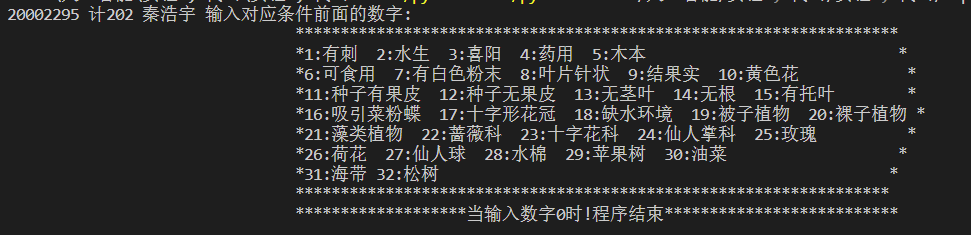 20002295 计202 秦浩宇 输入对应条件前面的数字:
*******************************************************************
*1:有刺  2:水生  3:喜阳  4:药用  5:木本                            *
*6:可食用  7:有白色粉末  8:叶片针状  9:结果实  10:黄色花            *
*11:种子有果皮  12:种子无果皮  13:无茎叶  14:无根  15:有托叶        *
*16:吸引菜粉蝶  17:十字形花冠  18:缺水环境  19:被子植物  20:裸子植物 *
*21:藻类植物  22:蔷薇科  23:十字花科  24:仙人掌科  25:玫瑰          *
*26:荷花  27:仙人球  28:水棉  29:苹果树  30:油菜                   *
*31:海带 32:松树                                                  *
******************************************************************
*******************当输入数字0时!程序结束**************************